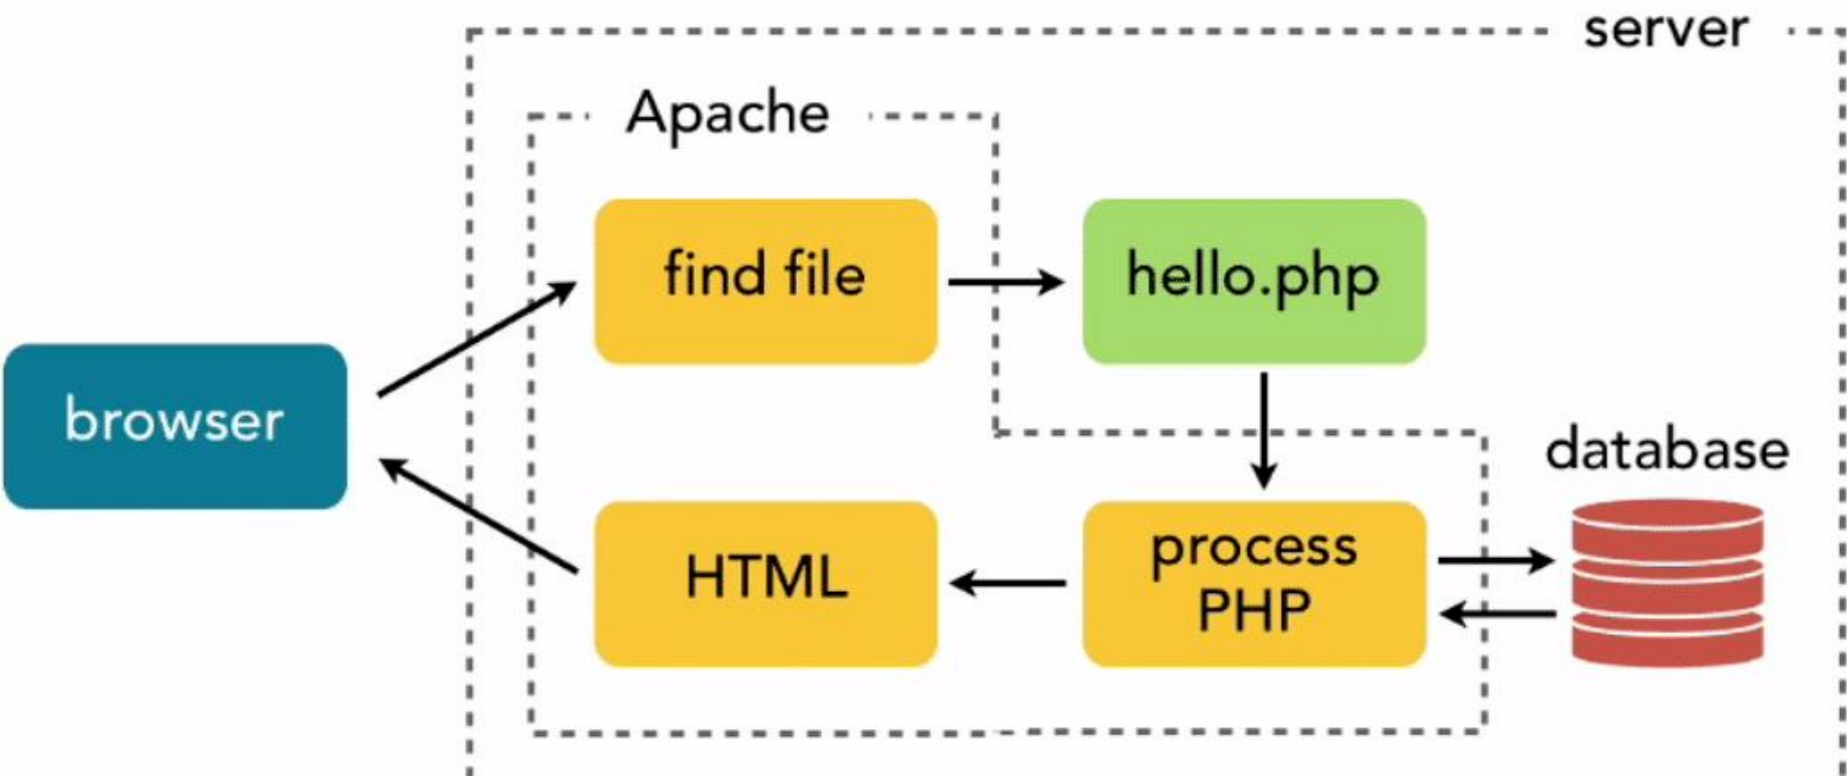 server
Apache
find file
hello.php
browser
database
HTML
process
PHP